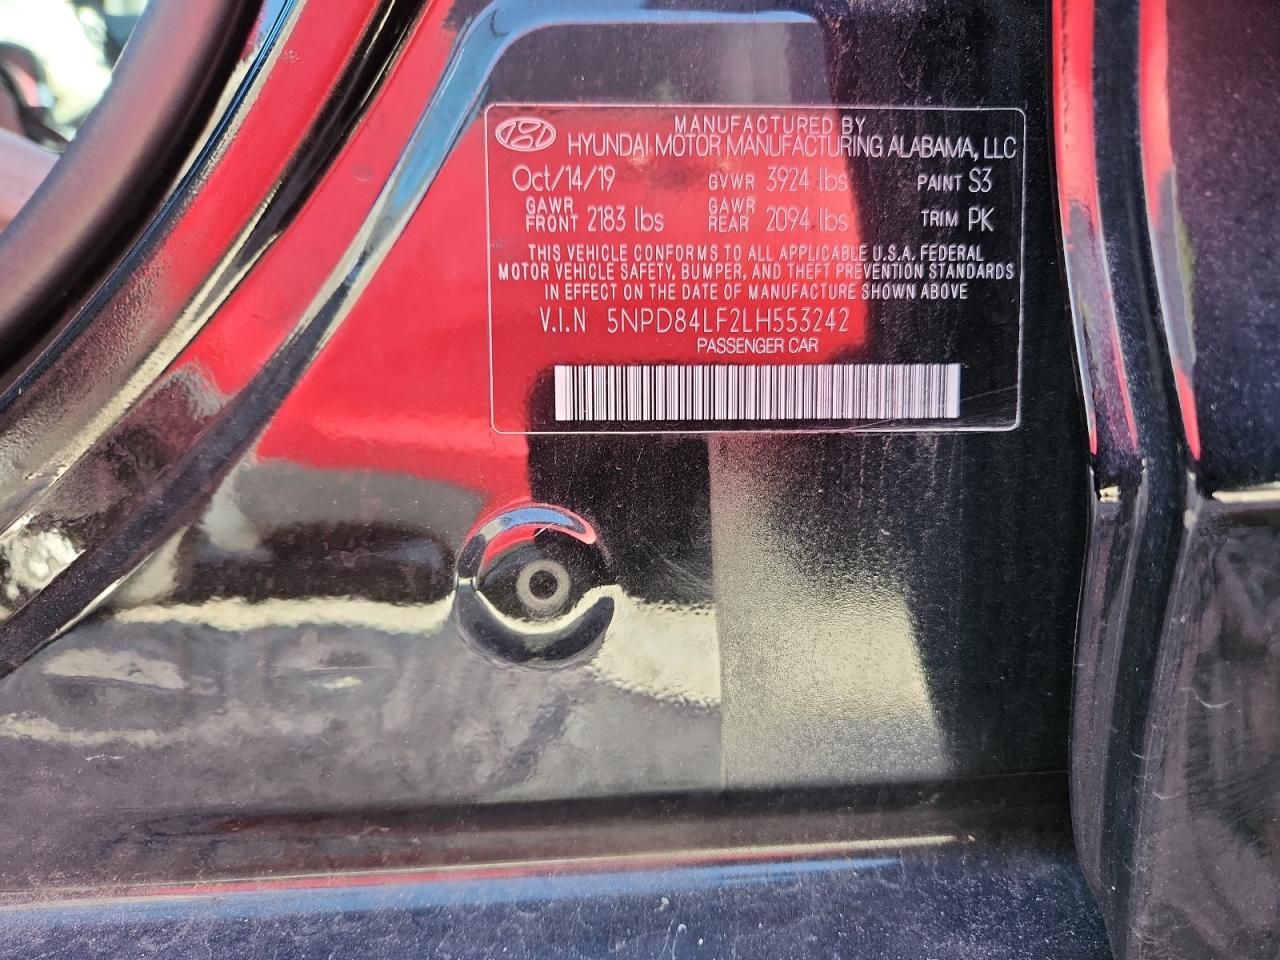 MANUFACTURED BY
HYUNDAI MOTOR MANUFACTURING ALABAMA, LLC
Oct/14/19 GVWR 3924 lbs PAINT S3
GAWR FRONT 2183 lbs GAWR REAR 2094 lbs TRIM PK
THIS VEHICLE CONFORMS TO ALL APPLICABLE U.S.A. FEDERAL
MOTOR VEHICLE SAFETY, BUMPER, AND THEFT PREVENTION STANDARDS
IN EFFECT ON THE DATE OF MANUFACTURE SHOWN ABOVE
V.I.N 5NPD84LF2LH553242
PASSENGER CAR